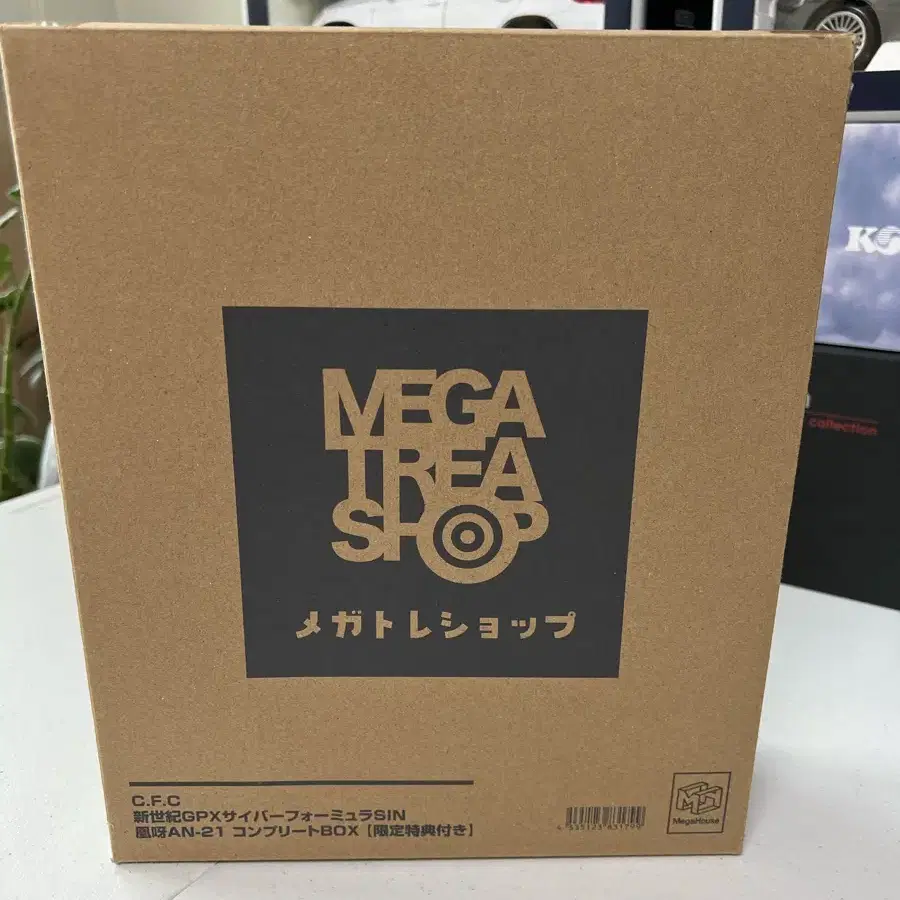 MEGA
TREA
SHOP
メガトレショップ
C.F.C
新世紀GPXサイバーフォーミュラSIN
凰呀AN-21 コンプリートBOX【限定特典付き】
MegaHouse
collection